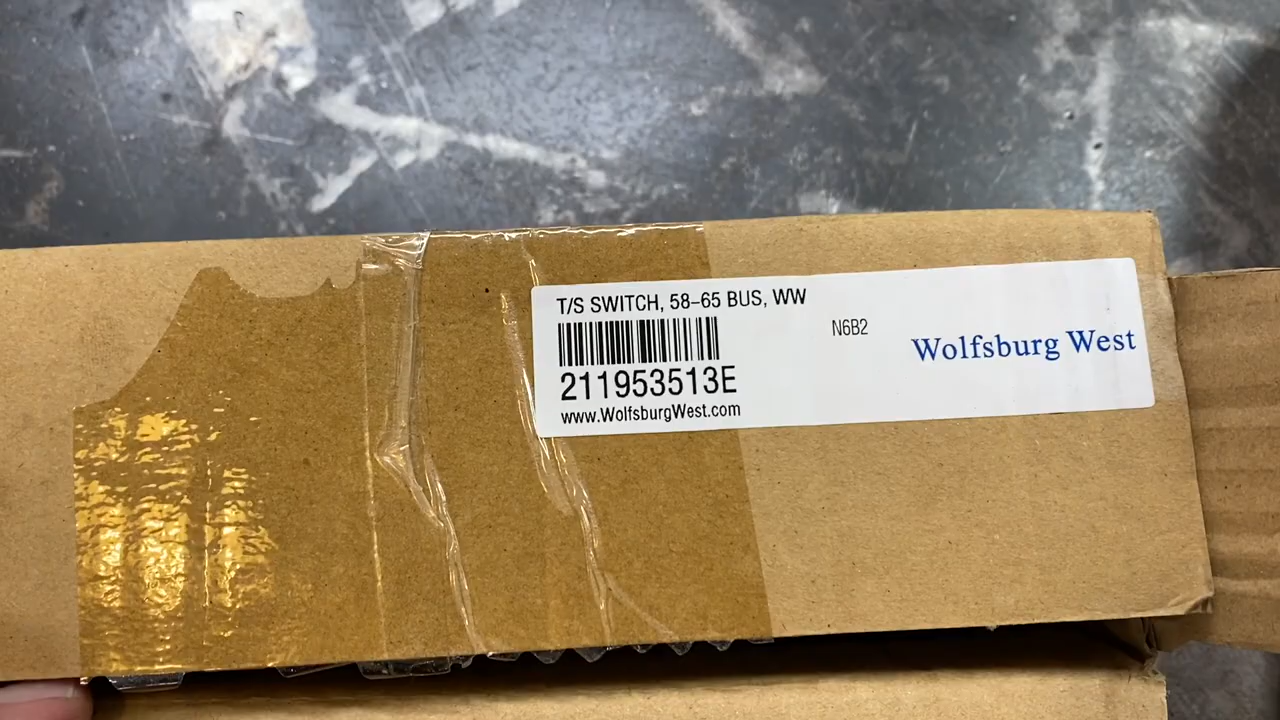 T/S SWITCH, 58-65 BUS, WW
N6B2
Wolfsburg West
211953513E
www.WolfsburgWest.com